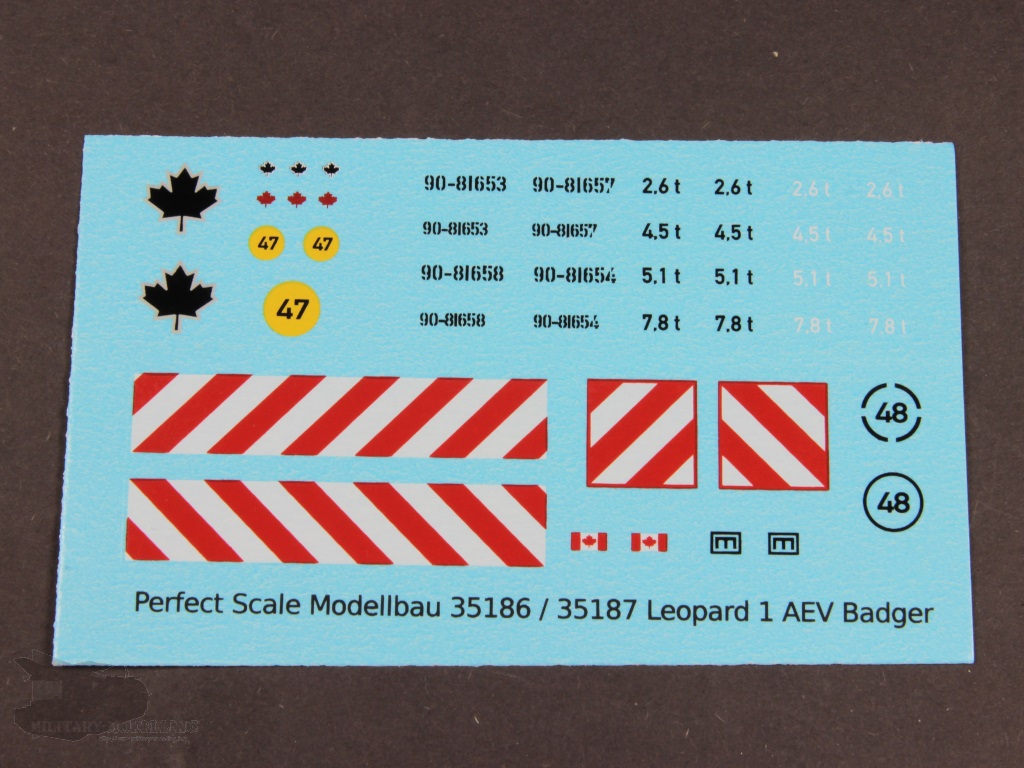 90-81653 90-81657 2,6 t 2,6 t 2,6 t 2,6 t
90-81653 90-81657 4,5 t 4,5 t 4,5 t 4,5 t
47 47
90-81658 90-81654 5,1 t 5,1 t 5,1 t 5,1 t
47
90-81658 90-81654 7,8 t 7,8 t 7,8 t 7,8 t
48
48
m m
Perfect Scale Modellbau 35186 / 35187 Leopard 1 AEV Badger